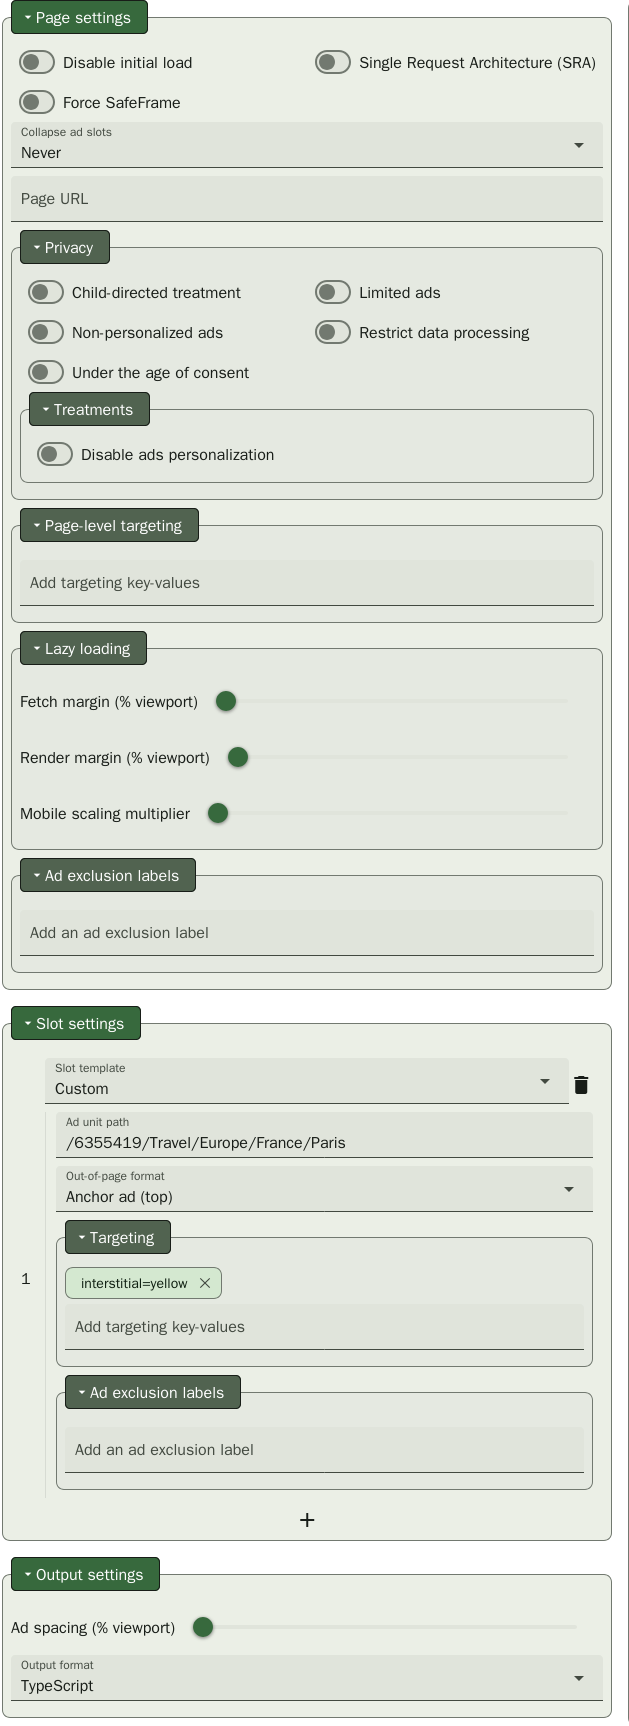 Page settings
Disable initial load
Single Request Architecture (SRA)
Force SafeFrame
Collapse ad slots
Never
Page URL
Privacy
Child-directed treatment
Limited ads
Non-personalized ads
Restrict data processing
Under the age of consent
Treatments
Disable ads personalization
Page-level targeting
Add targeting key-values
Lazy loading
Fetch margin (% viewport)
Render margin (% viewport)
Mobile scaling multiplier
Ad exclusion labels
Add an ad exclusion label
Slot settings
Slot template
Custom
Ad unit path
/6355419/Travel/Europe/France/Paris
Out-of-page format
Anchor ad (top)
Targeting
1
interstitial=yellow
Add targeting key-values
Ad exclusion labels
Add an ad exclusion label
Output settings
Ad spacing (% viewport)
Output format
TypeScript